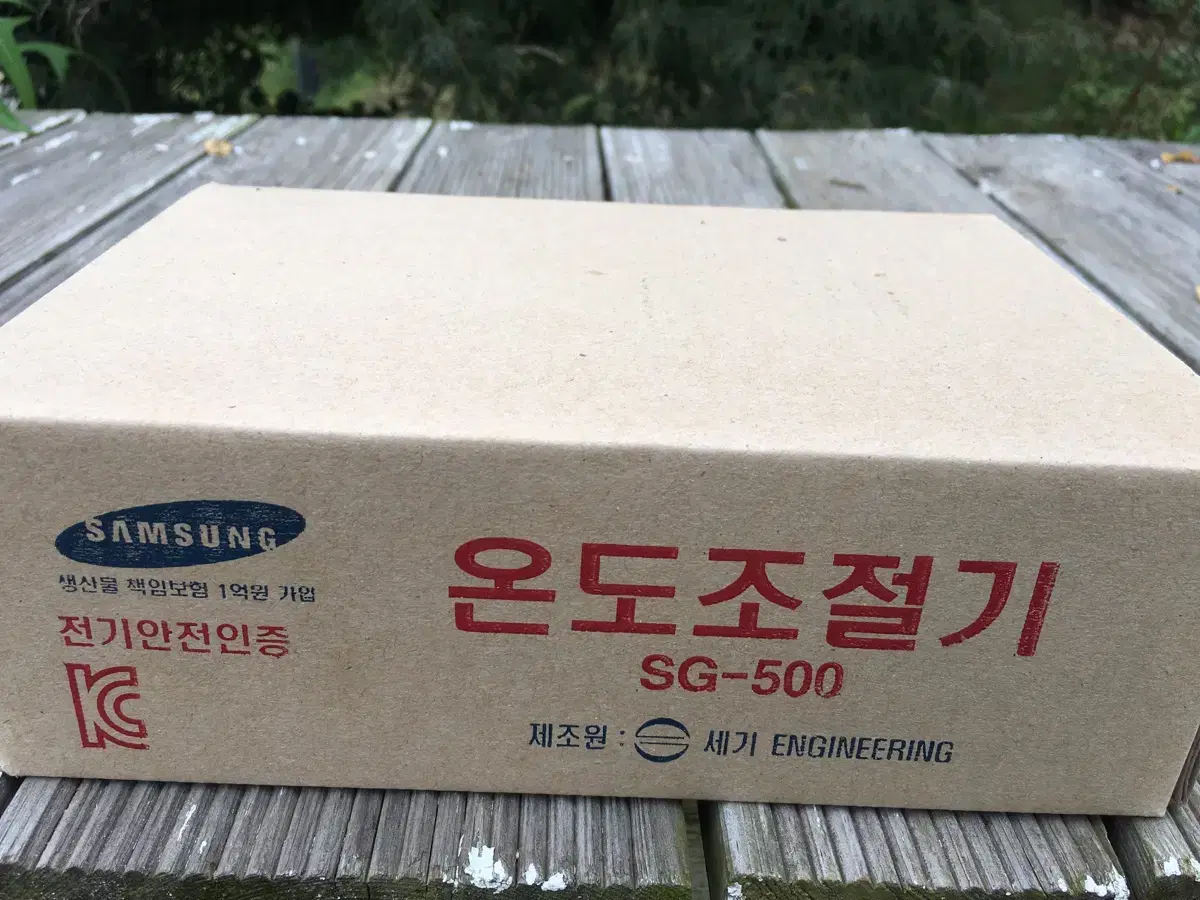 SAMSUNG
생산물 책임보험 1억원 가입
전기안전인증
KC
온도조절기
SG-500
제조원 : 세기 ENGINEERING